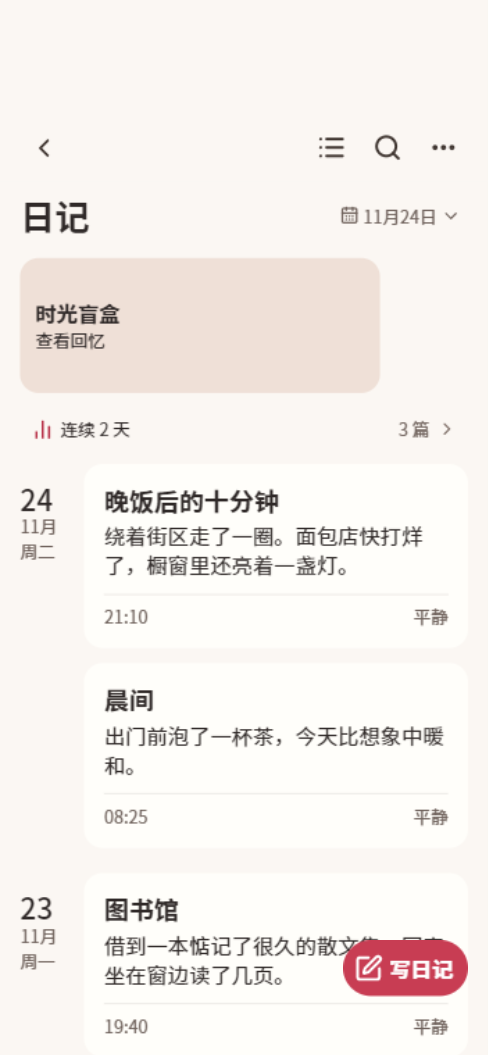 日记
11月24日
时光盲盒
查看回忆
连续 2 天
3 篇
24
11月
周二
晚饭后的十分钟
绕着街区走了一圈。面包店快打烊
了，橱窗里还亮着一盏灯。
21:10
平静
晨间
出门前泡了一杯茶，今天比想象中暖
和。
08:25
平静
23
11月
周一
图书馆
借到一本惦记了很久的散文
坐在窗边读了几页。
写日记
19:40
平静